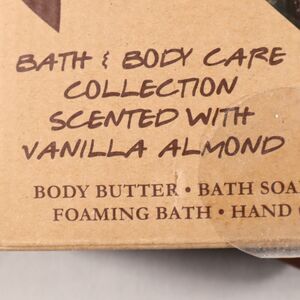 BATH & BODY CARE
COLLECTION
SCENTED WITH
VANILLA ALMOND
BODY BUTTER • BATH
FOAMING BATH • HAND